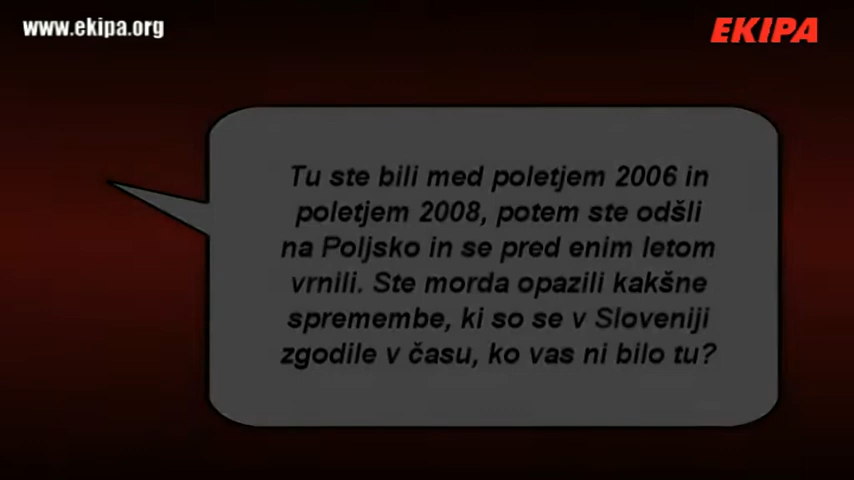 www.ekipa.org
EKIPA
Tu ste bili med poletjem 2006 in
poletjem 2008, potem ste odšli
na Poljsko in se pred enim letom
vrnili. Ste morda opazili kakšne
spremembe, ki so se v Sloveniji
zgodile v času, ko vas ni bilo tu?